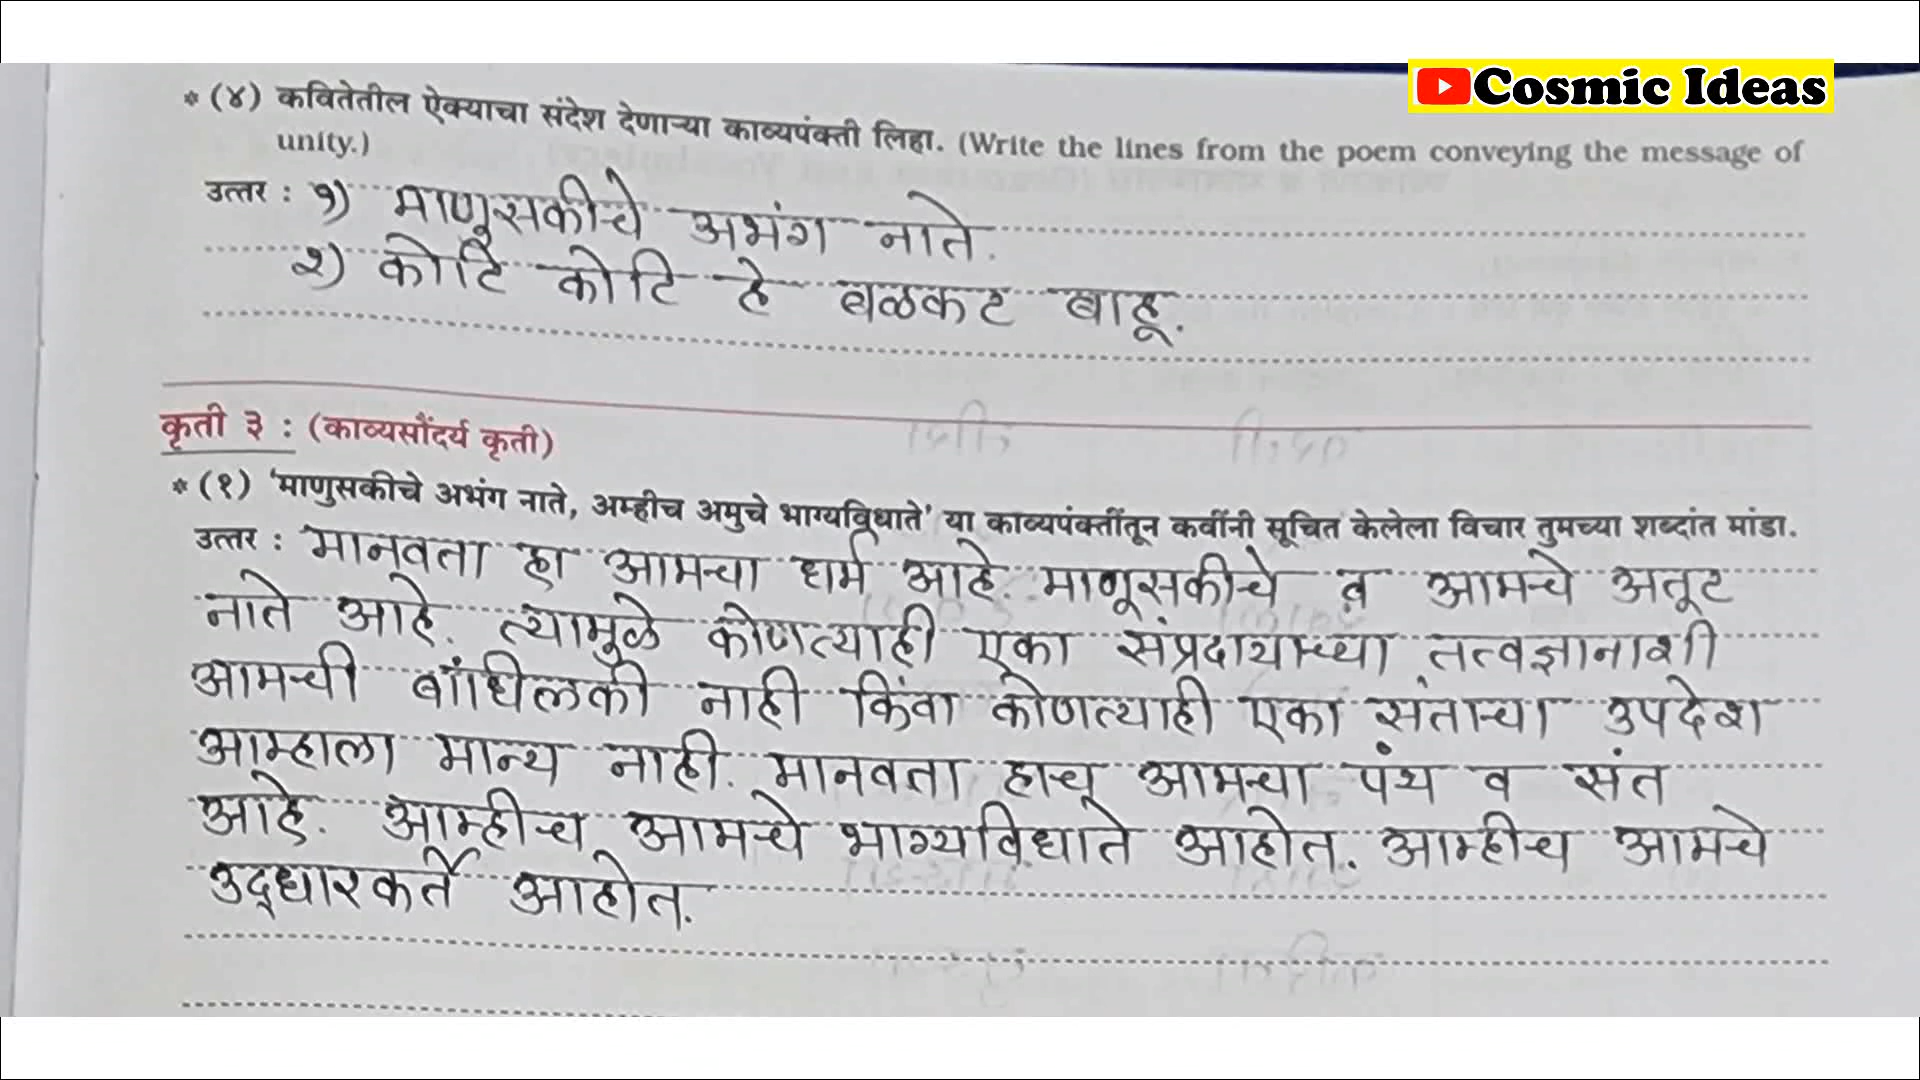 Cosmic Ideas
* (४) कवितेतील ऐक्याचा संदेश देणाऱ्या काव्यपंक्ती लिहा. (Write the lines from the poem conveying the message of
unity.)
उत्तर : १) माणूसकीचे अभंग नाते.
२) कोटि कोटि हे बळकट बाहू.
कृती ३ : (काव्यसौंदर्य कृती)
* (१) 'माणुसकीचे अभंग नाते, अम्हीच अमुचे भाग्यविधाते' या काव्यपंक्तींतून कवींनी सूचित केलेला विचार तुमच्या शब्दांत मांडा.
उत्तर : मानवता हा आमचा धर्म आहे. माणूसकीचे व आमचे अतूट
नाते आहे. त्यामुळे कोणत्याही एका संप्रदायाच्या तत्वज्ञानाशी
आमची बांधिलकी नाही किंवा कोणत्याही एका संताचा उपदेश
आम्हाला मान्य नाही. मानवता हाच आमचा पंथ व संत
आहे. आम्हीच आमचे भाग्यविधाते आहोत. आम्हीच आमचे
उद्धारकर्ते आहोत.